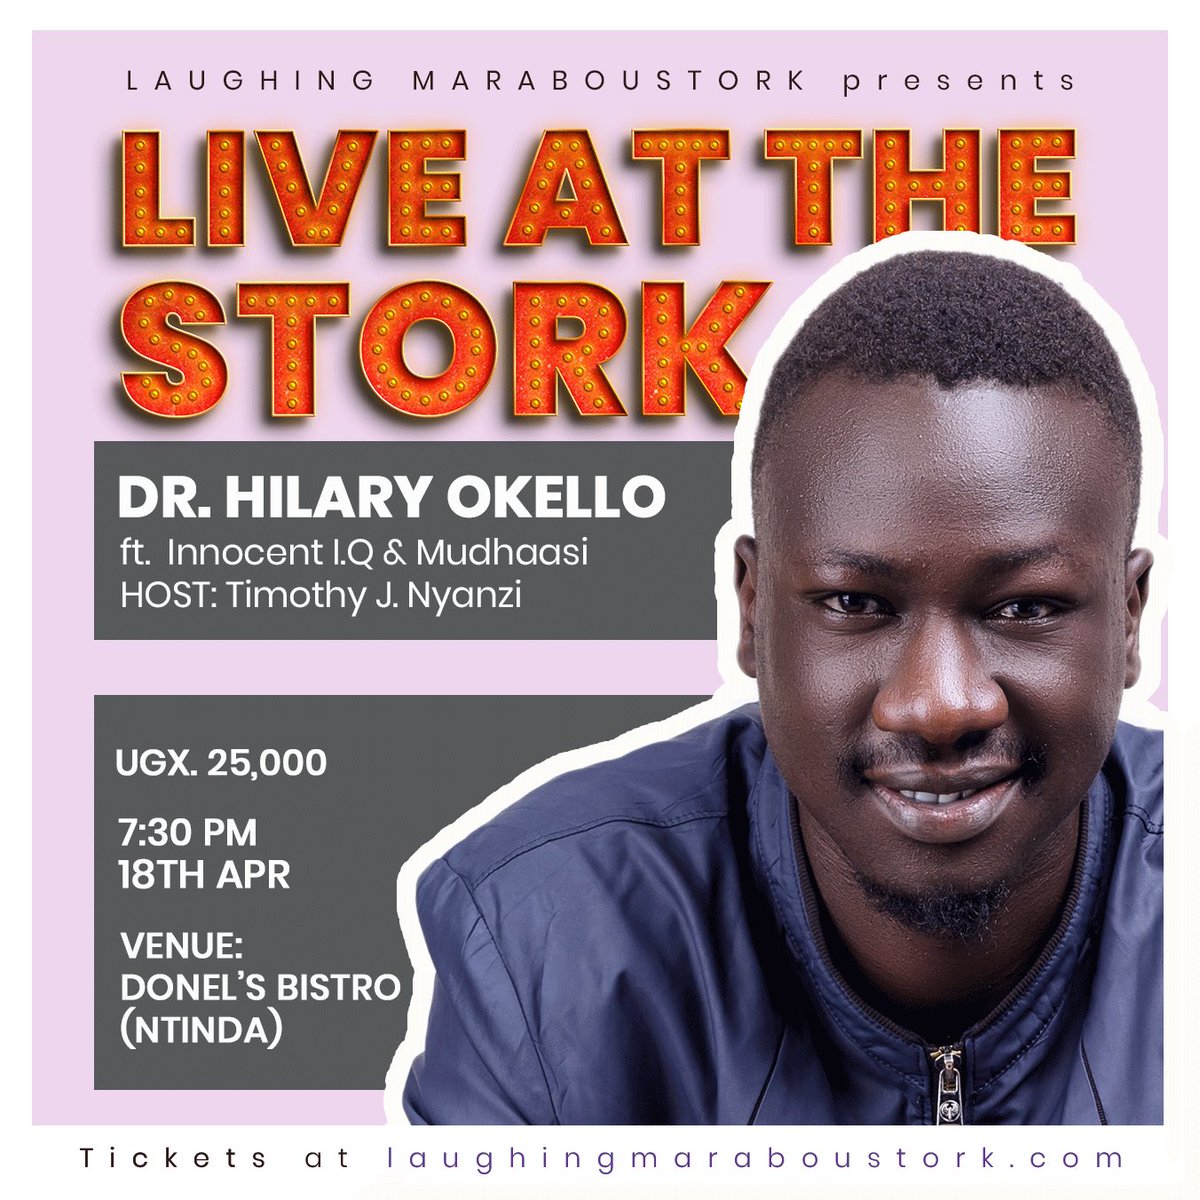 LAUGHING MARABOUSTORK presents
LIVE AT THE
STORK
DR. HILARY OKELLO
ft. Innocent I.Q & Mudhaasi
HOST: Timothy J. Nyanzi
UGX. 25,000
7:30 PM
18TH APR
VENUE:
DONEL'S BISTRO
(NTINDA)
Tickets at laughingmaraboustork.com